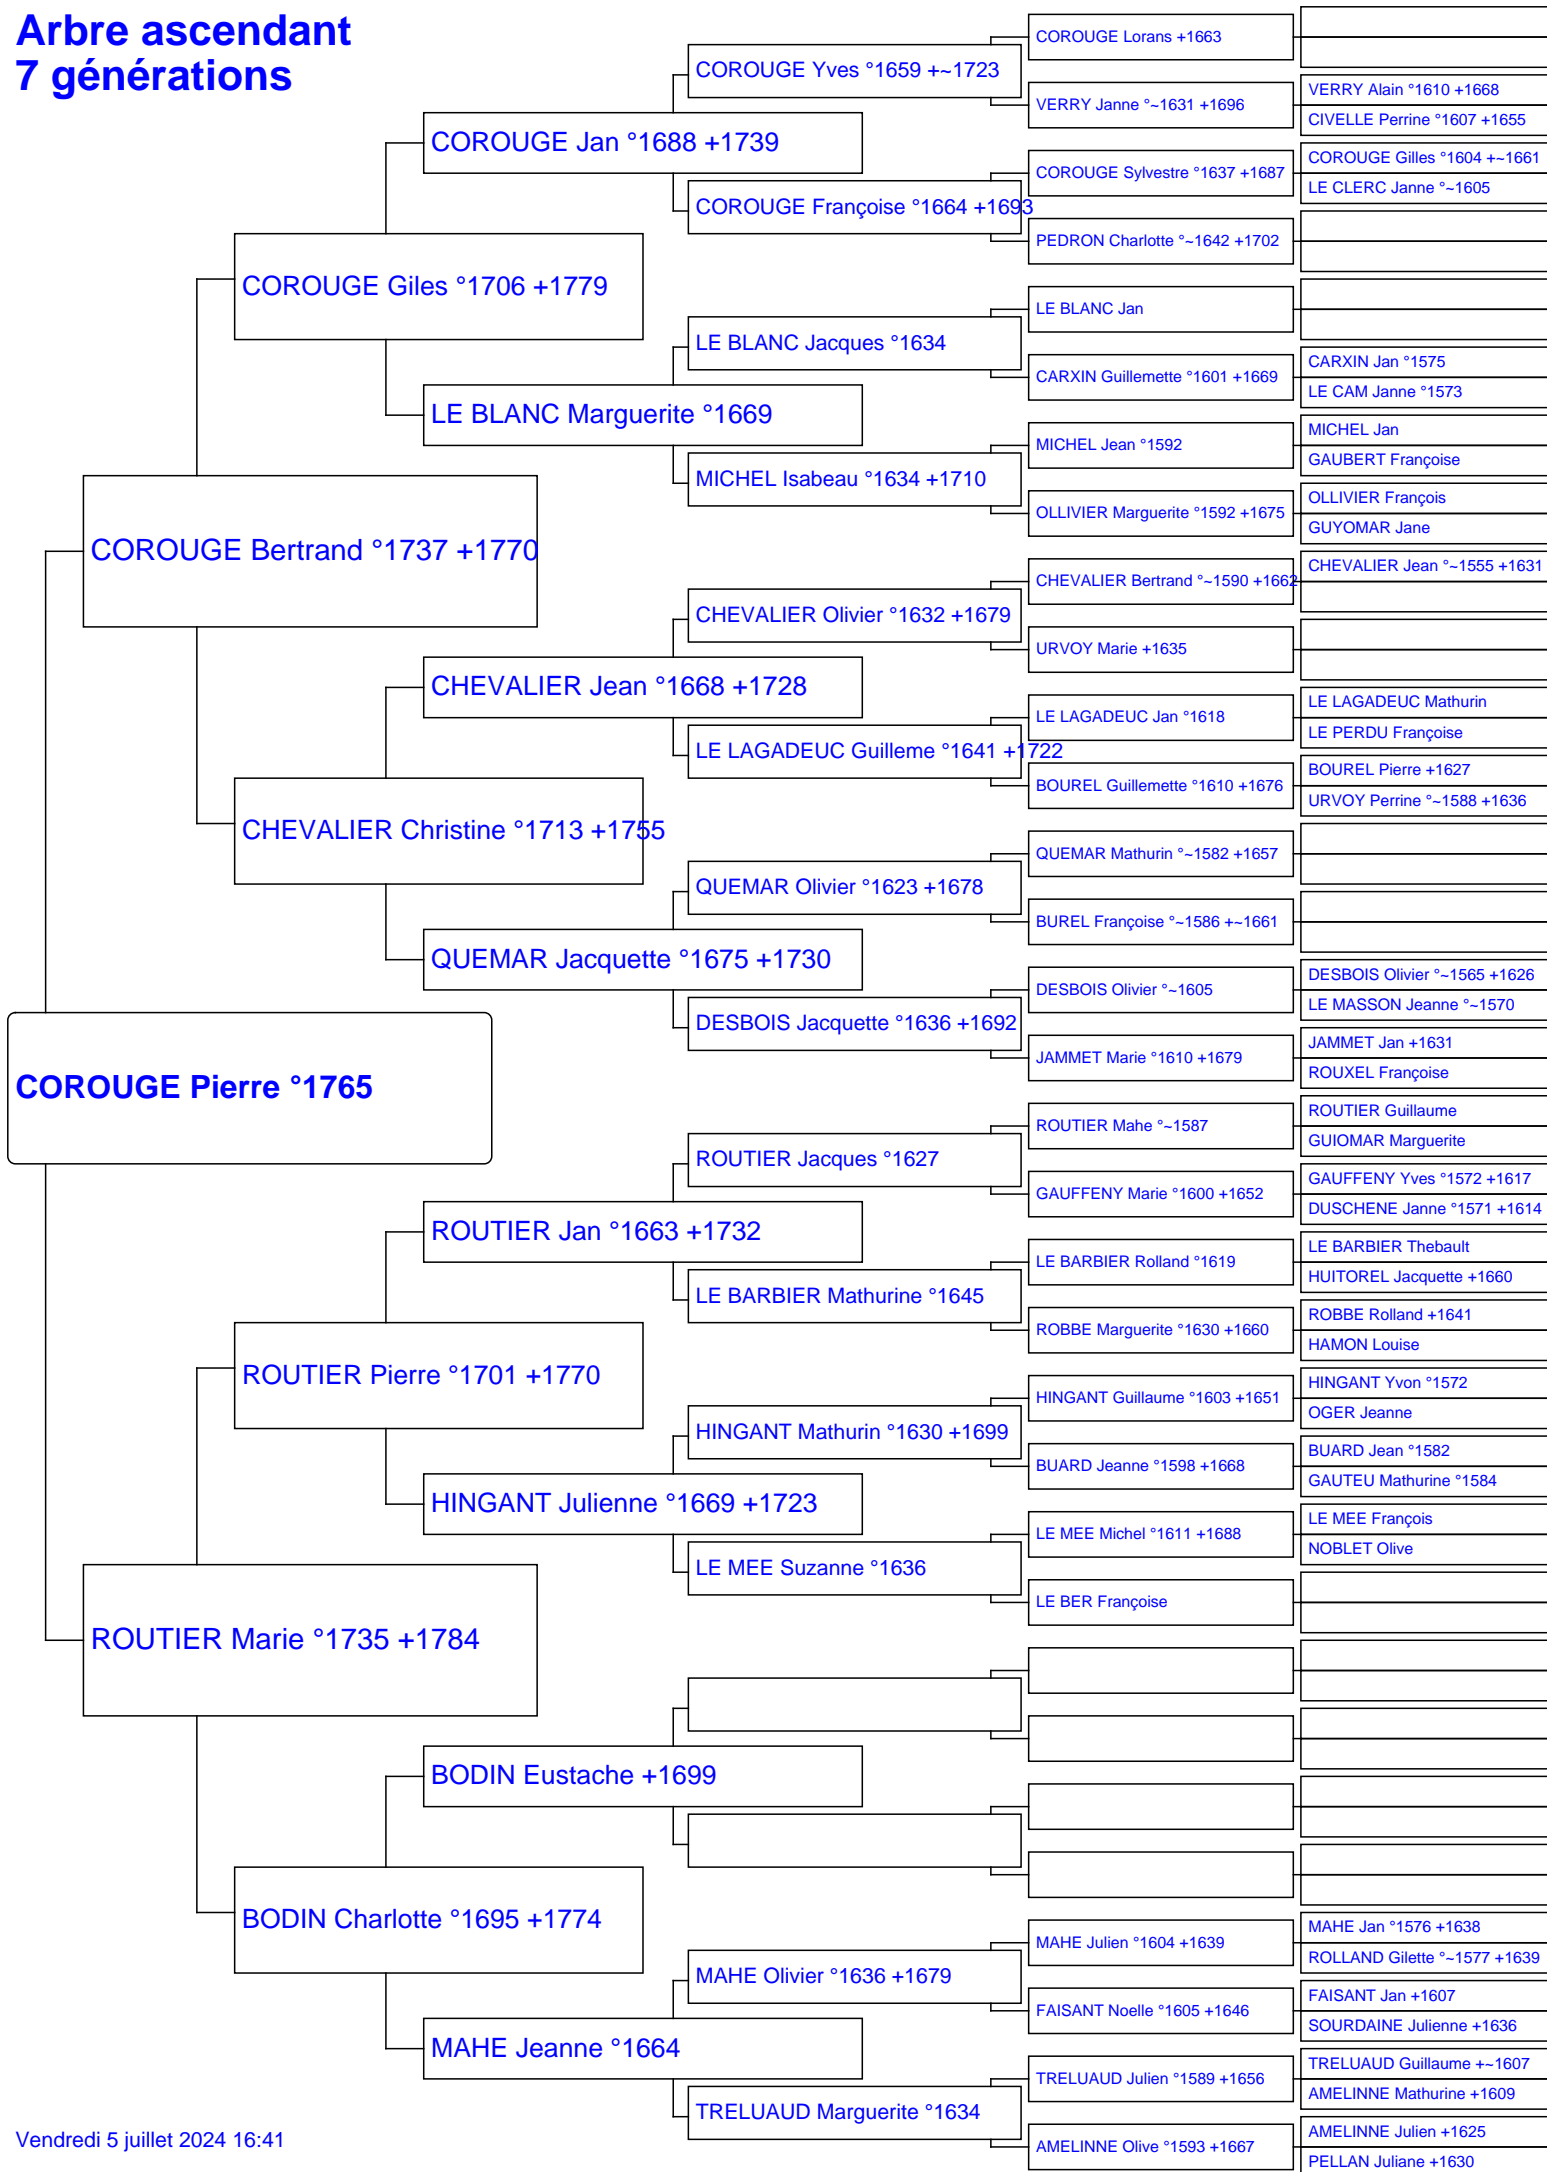 Arbre ascendant
7 générations
COROUGE Pierre °1765
COROUGE Bertrand °1737 +1770
ROUTIER Marie °1735 +1784
COROUGE Giles °1706 +1779
CHEVALIER Christine °1713 +1755
ROUTIER Pierre °1701 +1770
BODIN Charlotte °1695 +1774
COROUGE Jan °1688 +1739
LE BLANC Marguerite °1669
CHEVALIER Jean °1668 +1728
QUEMAR Jacquette °1675 +1730
ROUTIER Jan °1663 +1732
HINGANT Julienne °1669 +1723
BODIN Eustache +1699
MAHE Jeanne °1664
COROUGE Yves °1659 +~1723
COROUGE Françoise °1664 +1693
LE BLANC Jacques °1634
MICHEL Isabeau °1634 +1710
CHEVALIER Olivier °1632 +1679
LE LAGADEUC Guilleme °1641 +1722
QUEMAR Olivier °1623 +1678
DESBOIS Jacquette °1636 +1692
ROUTIER Jacques °1627
LE BARBIER Mathurine °1645
HINGANT Mathurin °1630 +1699
LE MEE Suzanne °1636
MAHE Olivier °1636 +1679
TRELUAUD Marguerite °1634
COROUGE Lorans +1663
VERRY Janne °~1631 +1696
COROUGE Sylvestre °1637 +1687
PEDRON Charlotte °~1642 +1702
LE BLANC Jan
CARXIN Guillemette °1601 +1669
MICHEL Jean °1592
OLLIVIER Marguerite °1592 +1675
CHEVALIER Bertrand °~1590 +1662
URVOY Marie +1635
LE LAGADEUC Jan °1618
BOUREL Guillemette °1610 +1676
QUEMAR Mathurin °~1582 +1657
BUREL Françoise °~1586 +~1661
DESBOIS Olivier °~1605
JAMMET Marie °1610 +1679
ROUTIER Mahe °~1587
GAUFFENY Marie °1600 +1652
LE BARBIER Rolland °1619
ROBBE Marguerite °1630 +1660
HINGANT Guillaume °1603 +1651
BUARD Jeanne °1598 +1668
LE MEE Michel °1611 +1688
LE BER Françoise
MAHE Julien °1604 +1639
FAISANT Noelle °1605 +1646
TRELUAUD Julien °1589 +1656
AMELINNE Olive °1593 +1667
VERRY Alain °1610 +1668
CIVELLE Perrine °1607 +1655
COROUGE Gilles °1604 +~1661
LE CLERC Janne °~1605
CARXIN Jan °1575
LE CAM Janne °1573
MICHEL Jan
GAUBERT Françoise
OLLIVIER François
GUYOMAR Jane
CHEVALIER Jean °~1555 +1631
LE LAGADEUC Mathurin
LE PERDU Françoise
BOUREL Pierre +1627
URVOY Perrine °~1588 +1636
DESBOIS Olivier °~1565 +1626
LE MASSON Jeanne °~1570
JAMMET Jan +1631
ROUXEL Françoise
ROUTIER Guillaume
GUIOMAR Marguerite
GAUFFENY Yves °1572 +1617
DUSCHENE Janne °1571 +1614
LE BARBIER Thebault
HUITOREL Jacquette +1660
ROBBE Rolland +1641
HAMON Louise
HINGANT Yvon °1572
OGER Jeanne
BUARD Jean °1582
GAUTEU Mathurine °1584
LE MEE François
NOBLET Olive
MAHE Jan °1576 +1638
ROLLAND Gilette °~1577 +1639
FAISANT Jan +1607
SOURDAINE Julienne +1636
TRELUAUD Guillaume +~1607
AMELINNE Mathurine +1609
AMELINNE Julien +1625
PELLAN Juliane +1630
Vendredi 5 juillet 2024 16:41